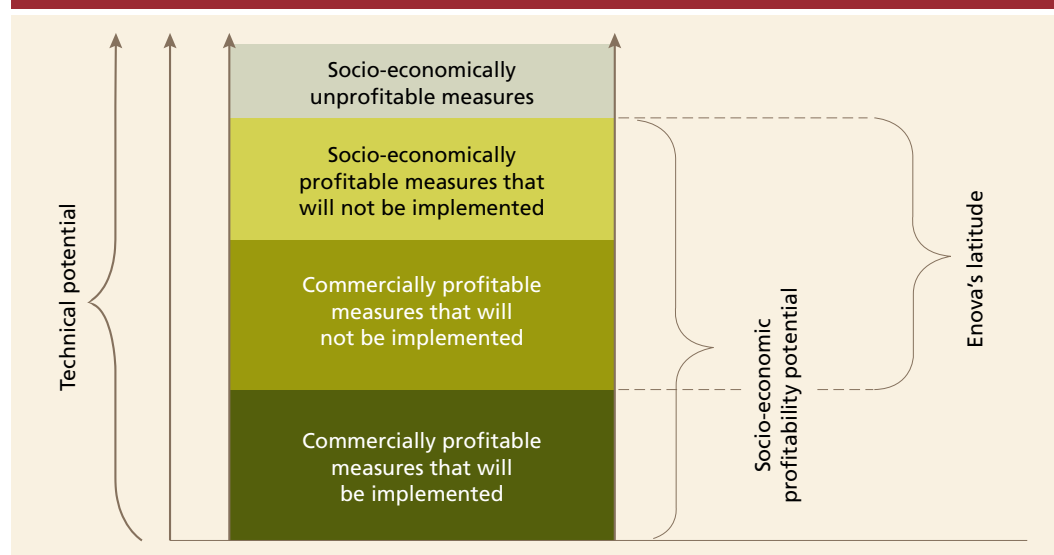 Technical potential
Socio-economically
unprofitable measures
Socio-economically
profitable measures that
will not be implemented
Commercially profitable
measures that will
not be implemented
Commercially profitable
measures that will
be implemented
Socio-economic
profitability potential
Enova's latitude